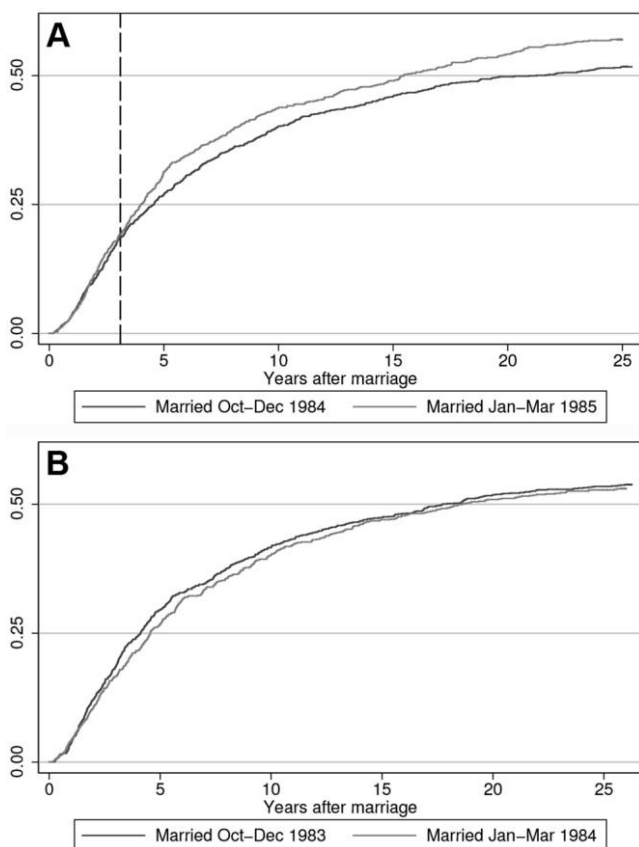 A
0.50
0.25
0.00
0 5 10 15 20 25
Years after marriage
Married Oct–Dec 1984 Married Jan–Mar 1985
B
0.50
0.25
0.00
0 5 10 15 20 25
Years after marriage
Married Oct–Dec 1983 Married Jan–Mar 1984